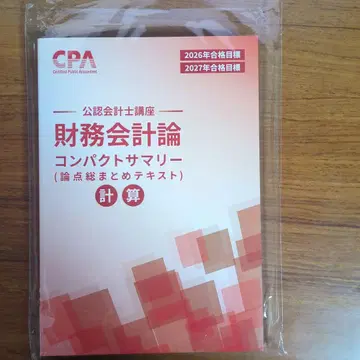 CPA
Certified Public Accountants
2026年合格目標
2027年合格目標
公認会計士講座
財務会計論
コンパクトサマリー
(論点総まとめテキスト)
計算